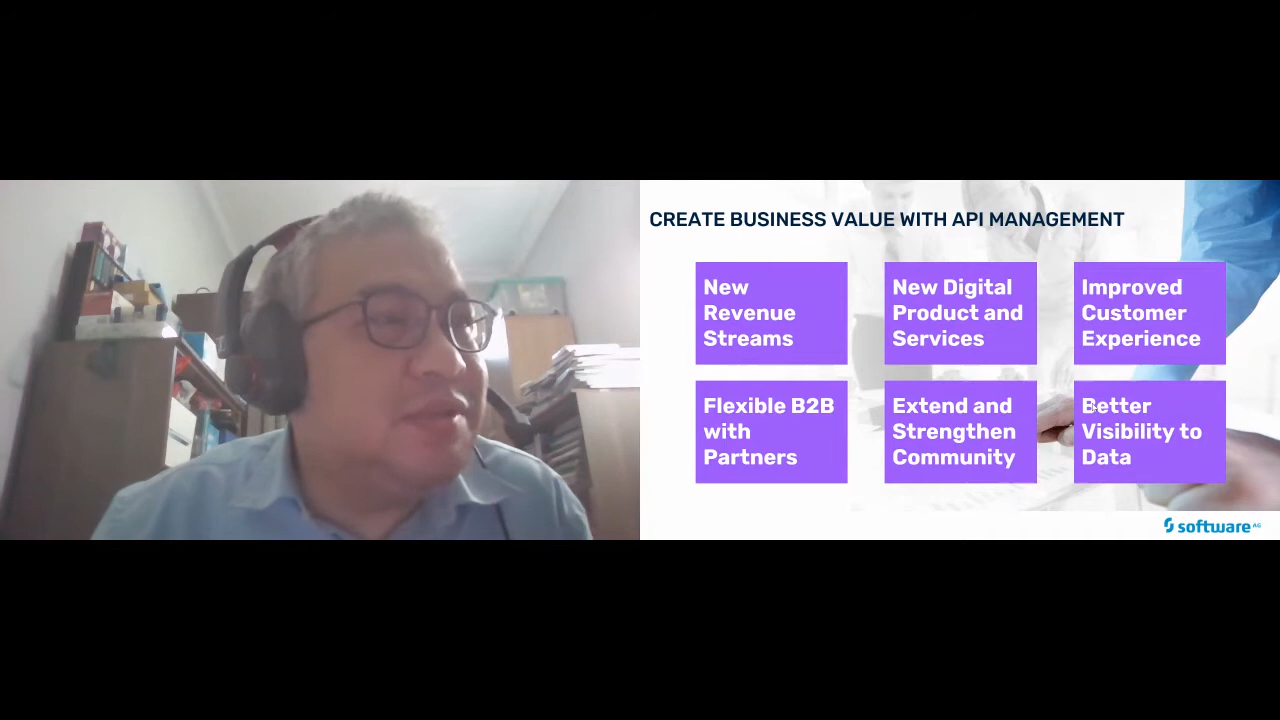 CREATE BUSINESS VALUE WITH API MANAGEMENT
New
Revenue
Streams
New Digital
Product and
Services
Improved
Customer
Experience
Flexible B2B
with
Partners
Extend and
Strengthen
Community
Better
Visibility to
Data
software AG